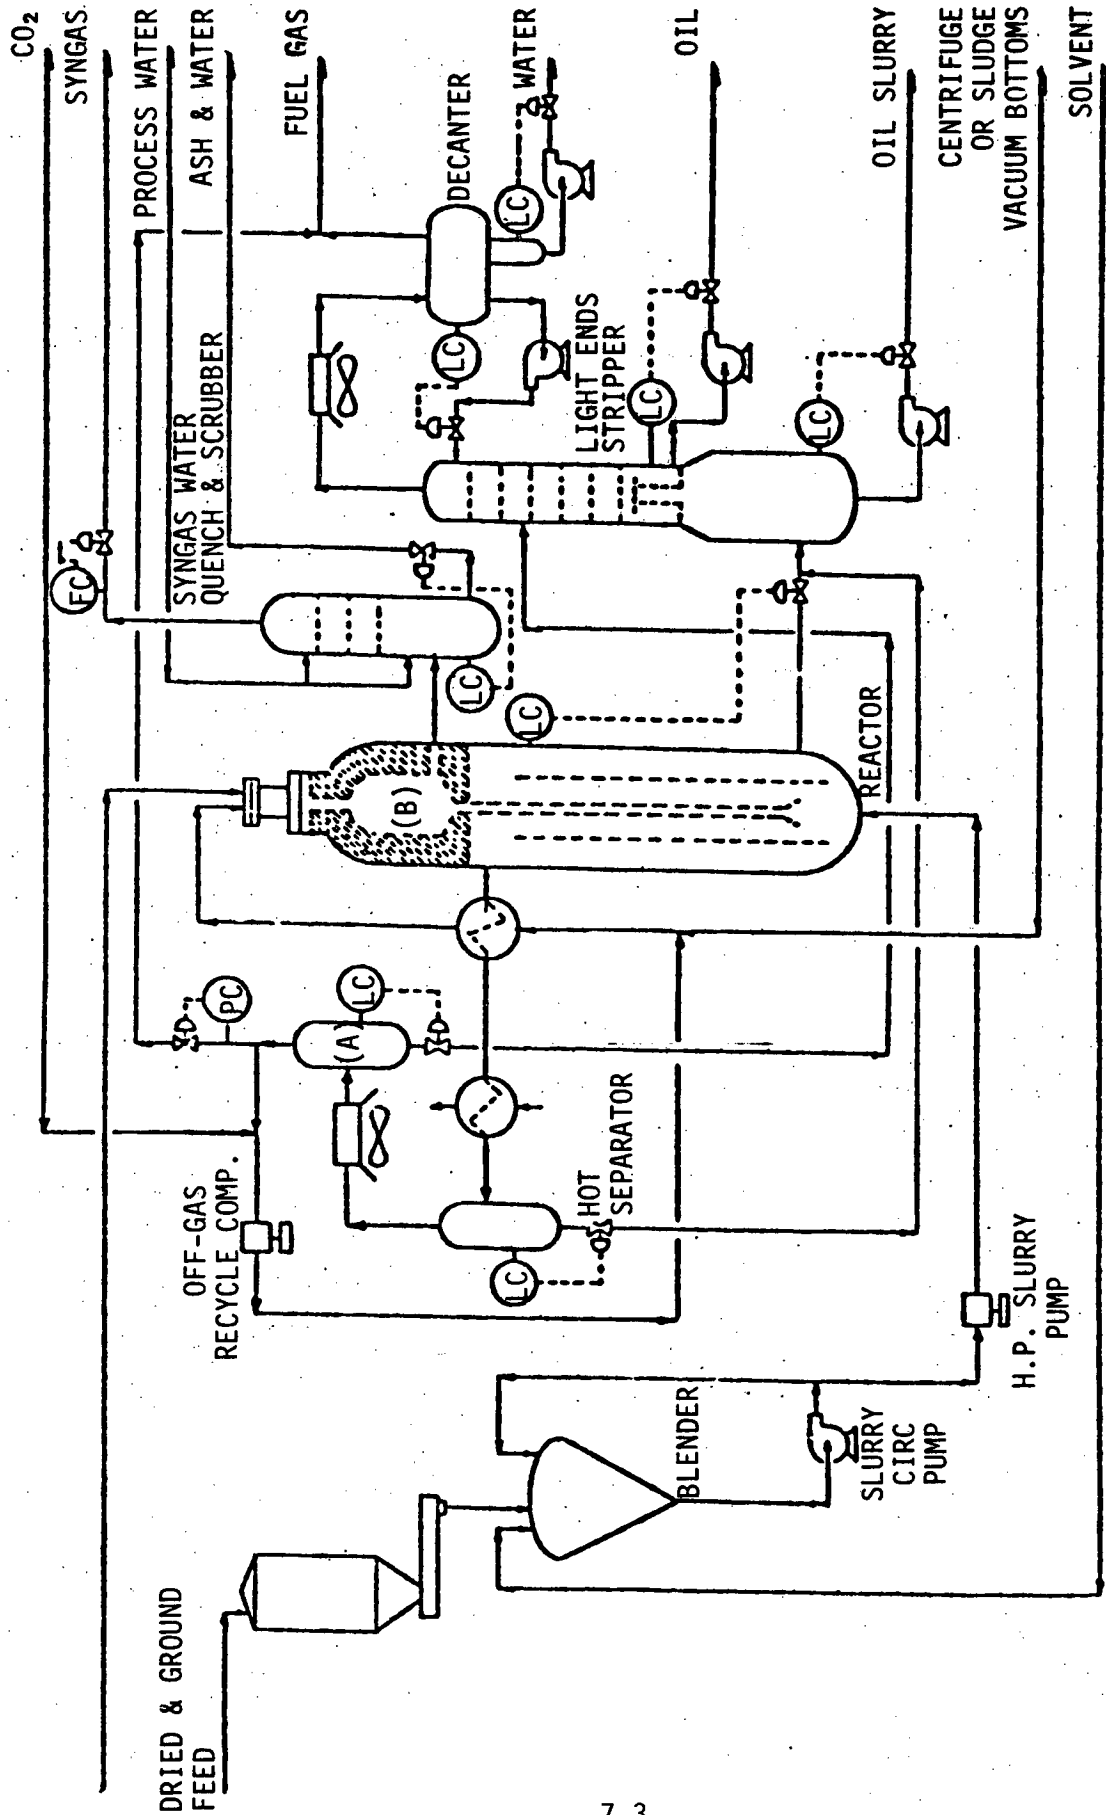 CO₂
SYNGAS
PROCESS WATER
ASH & WATER
FUEL GAS
WATER
OIL
OIL SLURRY
CENTRIFUGE
OR SLUDGE
VACUUM BOTTOMS
SOLVENT
DECANTER
LC
LC
LIGHT ENDS
STRIPPER
LC
LC
FC
SYNGAS WATER
QUENCH & SCRUBBER
LC
LC
(B)
REACTOR
PC
LC
(A)
HOT
SEPARATOR
LC
OFF-GAS
RECYCLE COMP.
H.P. SLURRY
PUMP
BLENDER
SLURRY
CIRC
PUMP
DRIED & GROUND
FEED
7.3